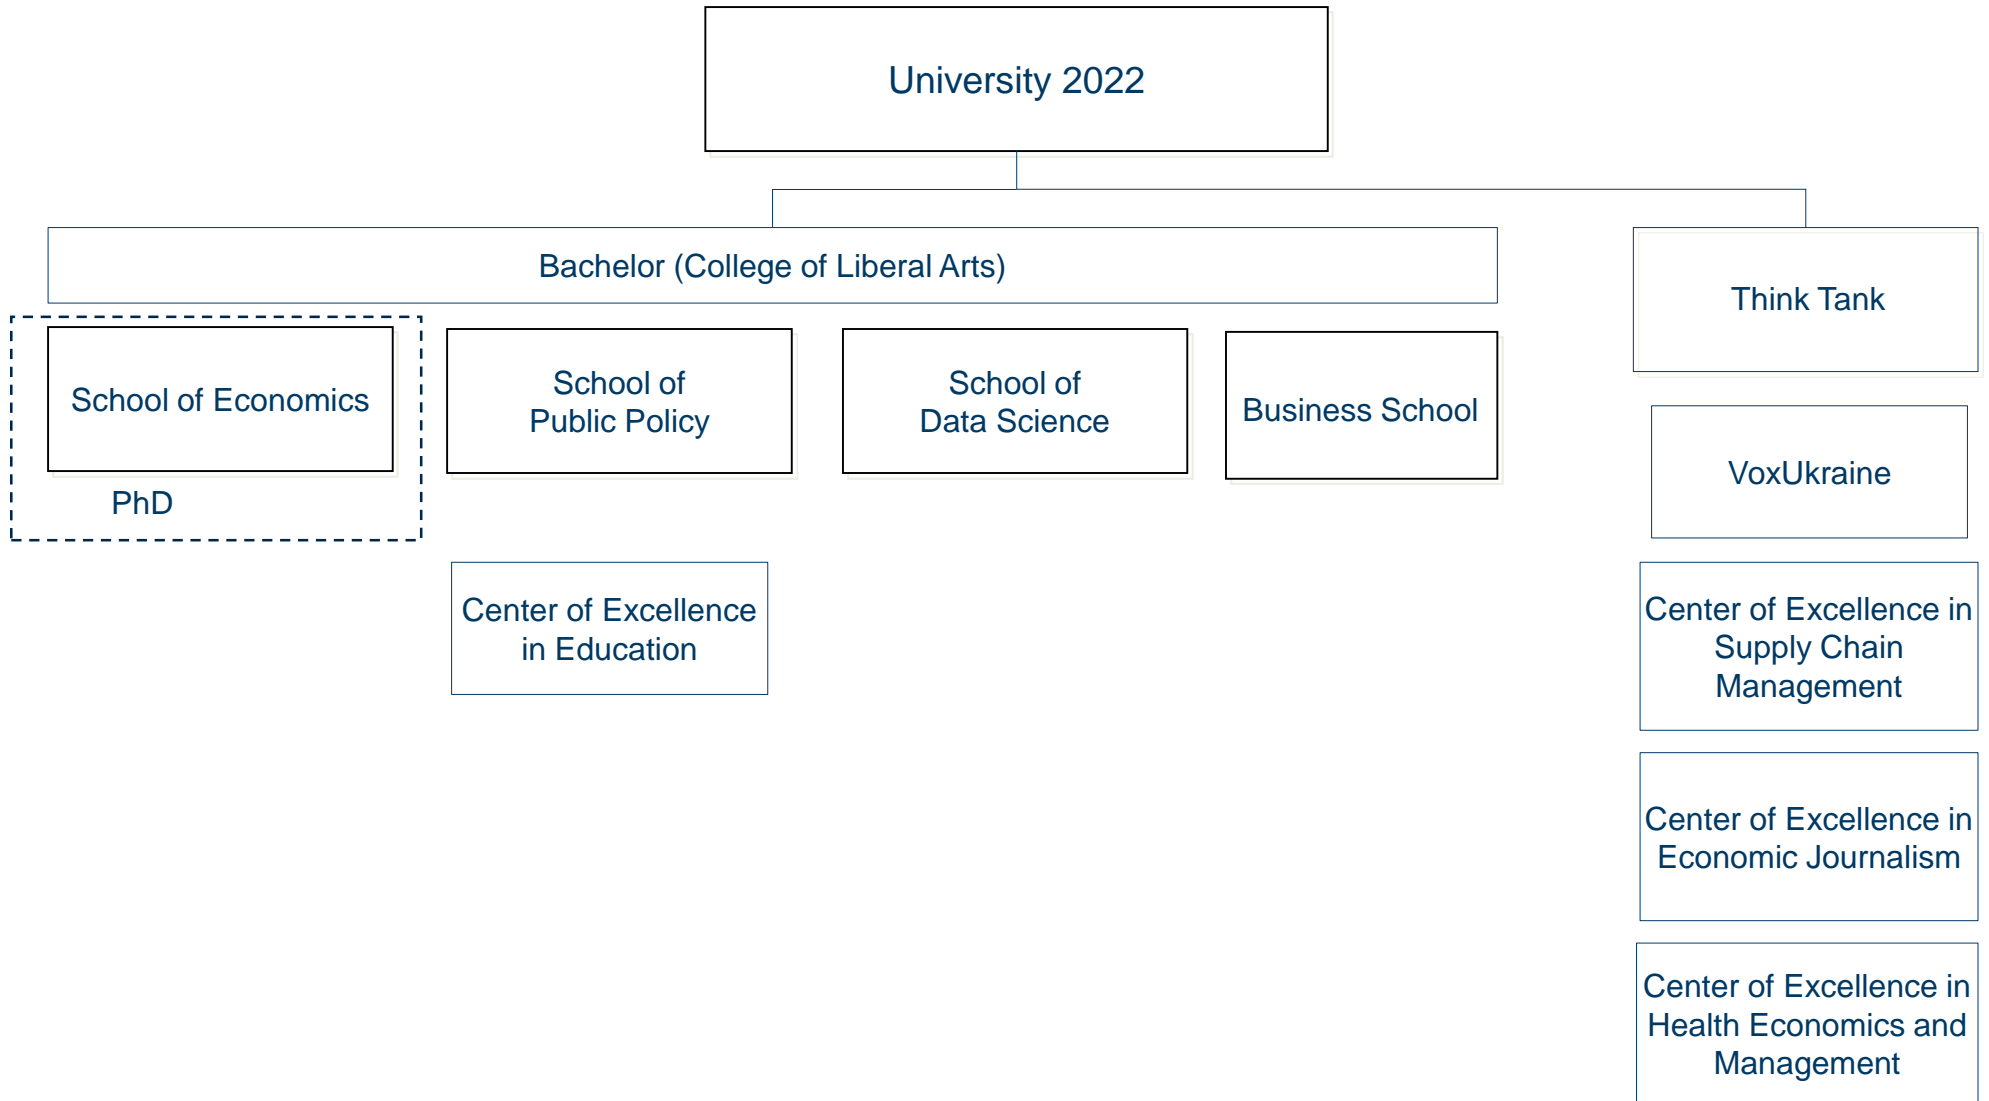 University 2022
Bachelor (College of Liberal Arts)
Think Tank
School of Economics
School of
Public Policy
School of
Data Science
Business School
VoxUkraine
PhD
Center of Excellence
in Education
Center of Excellence in
Supply Chain
Management
Center of Excellence in
Economic Journalism
Center of Excellence in
Health Economics and
Management